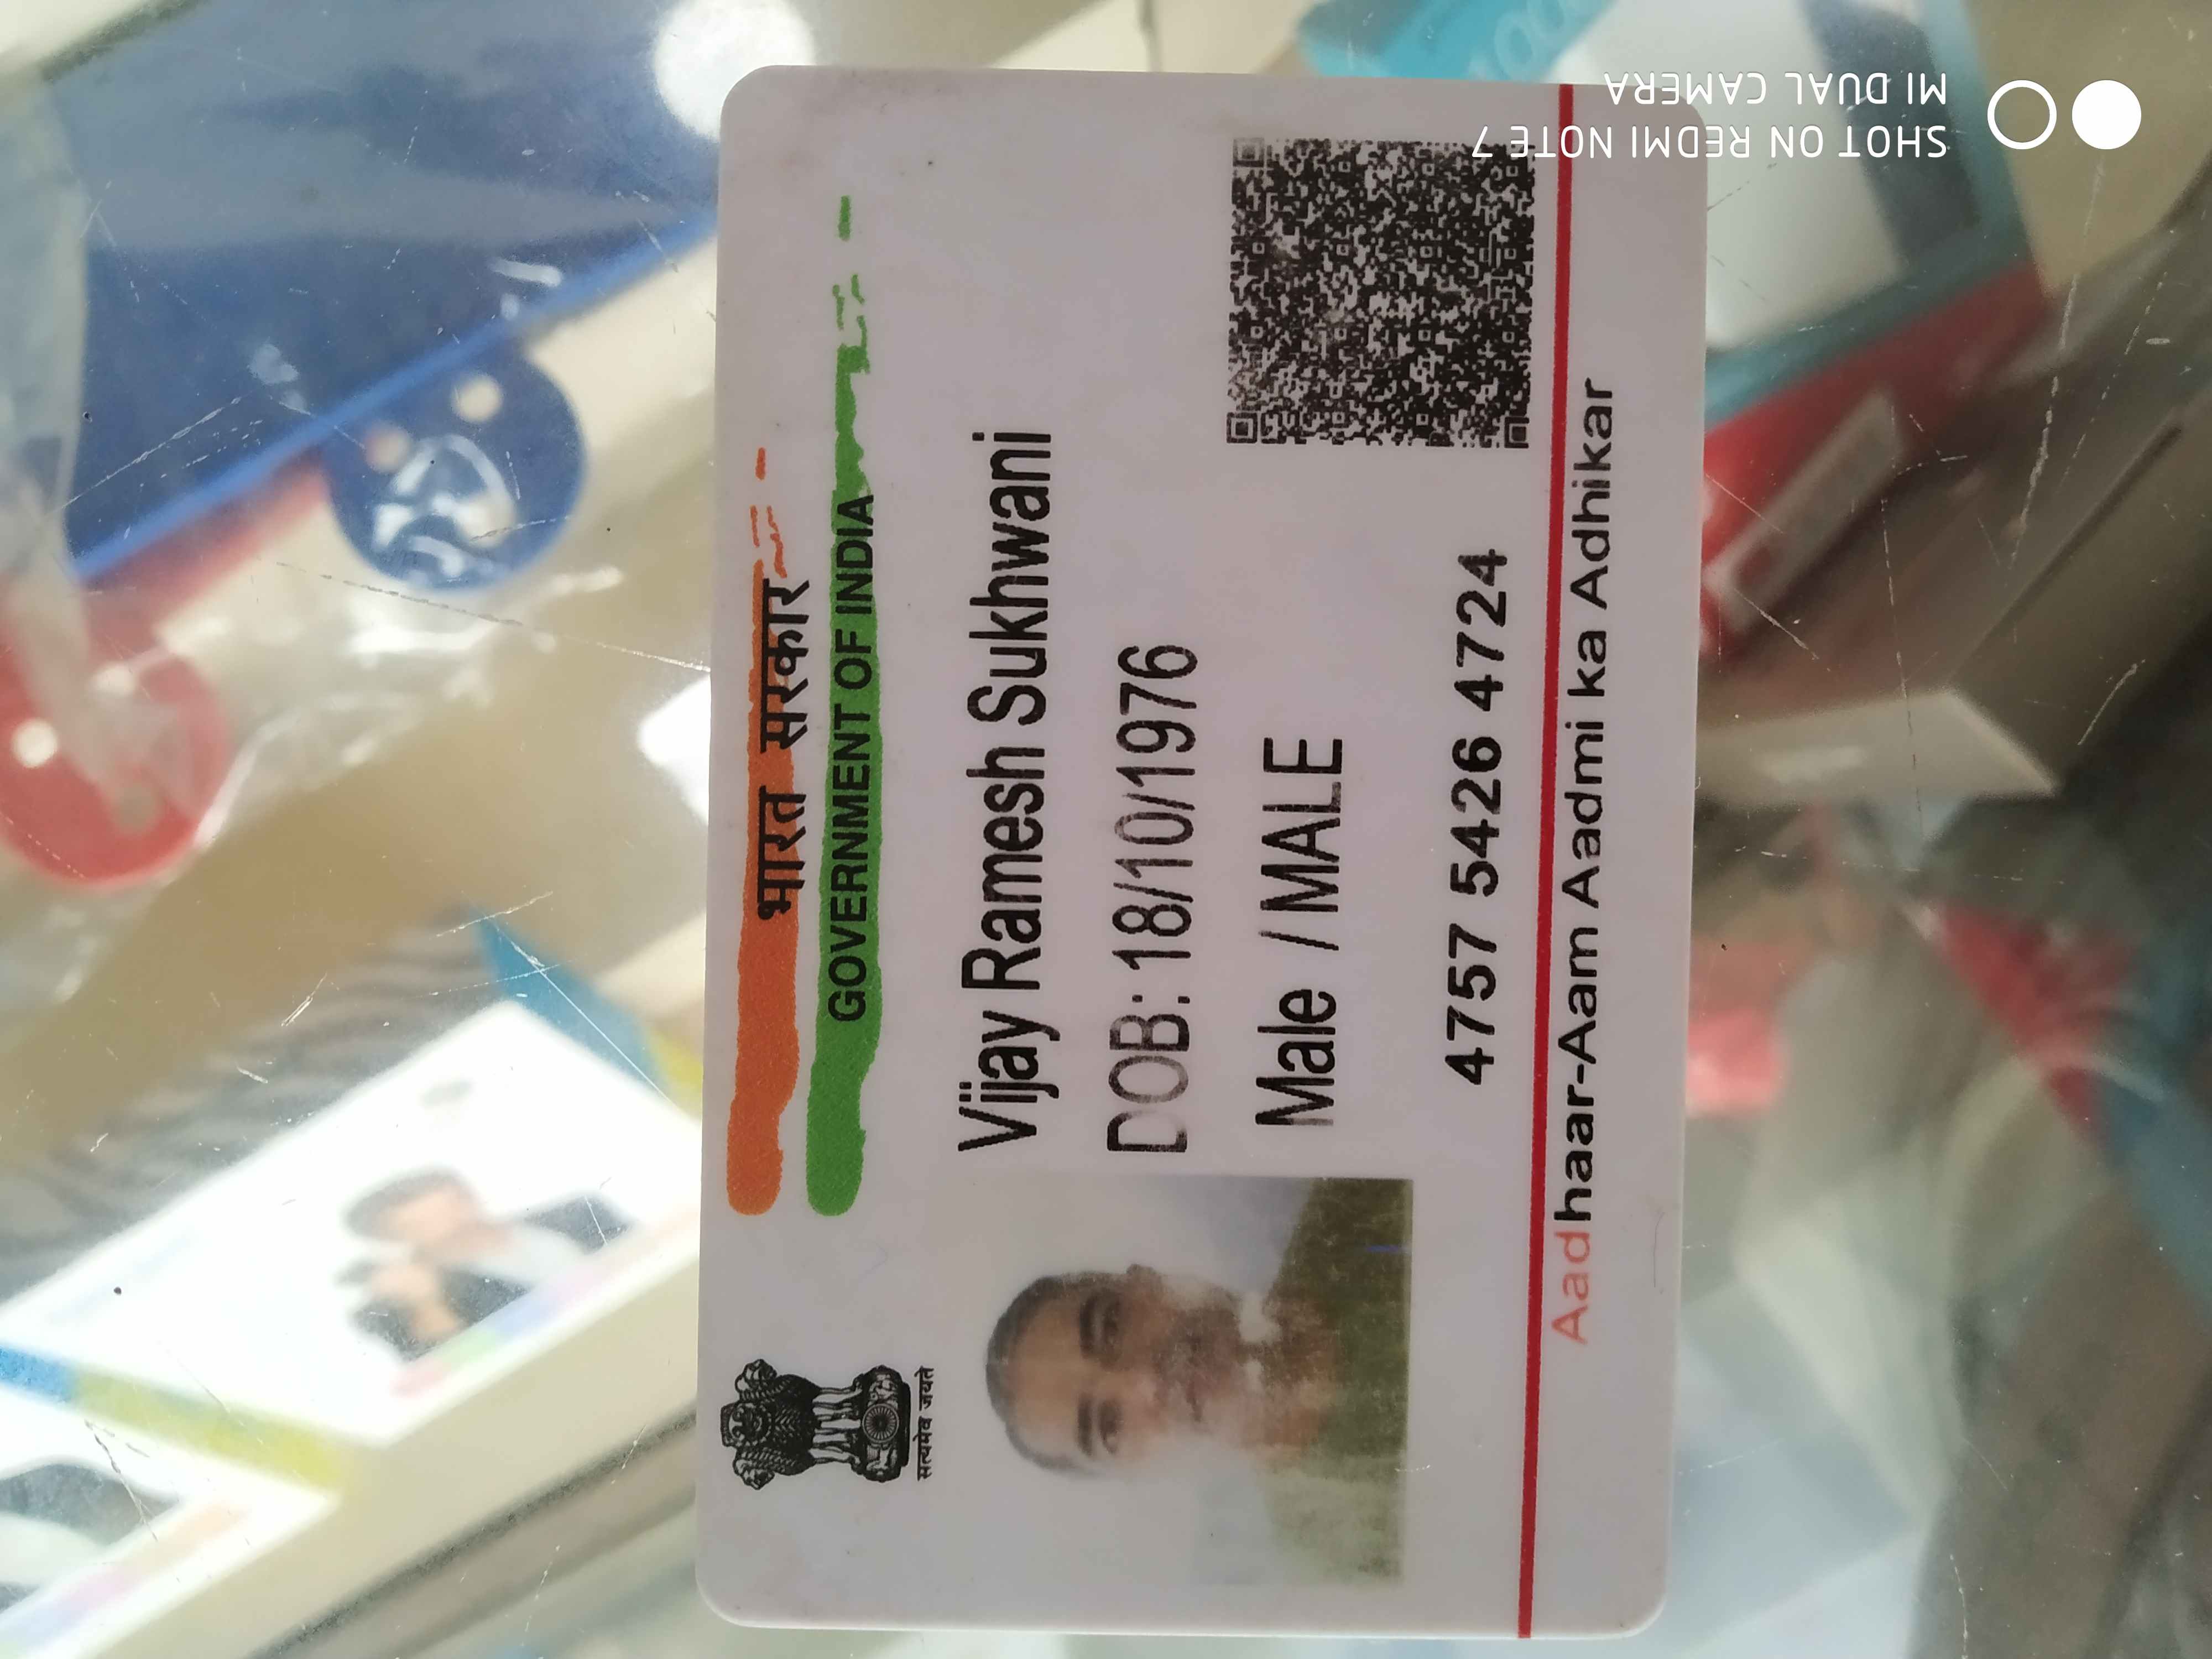 भारत सरकार
GOVERNMENT OF INDIA
सत्यमेव जयते
Vijay Ramesh Sukhwani
DOB: 18/10/1976
Male / MALE
4757 5426 4724
Aadhaar-Aam Aadmi ka Adhikar
SHOT ON REDMI NOTE 7
MI DUAL CAMERA